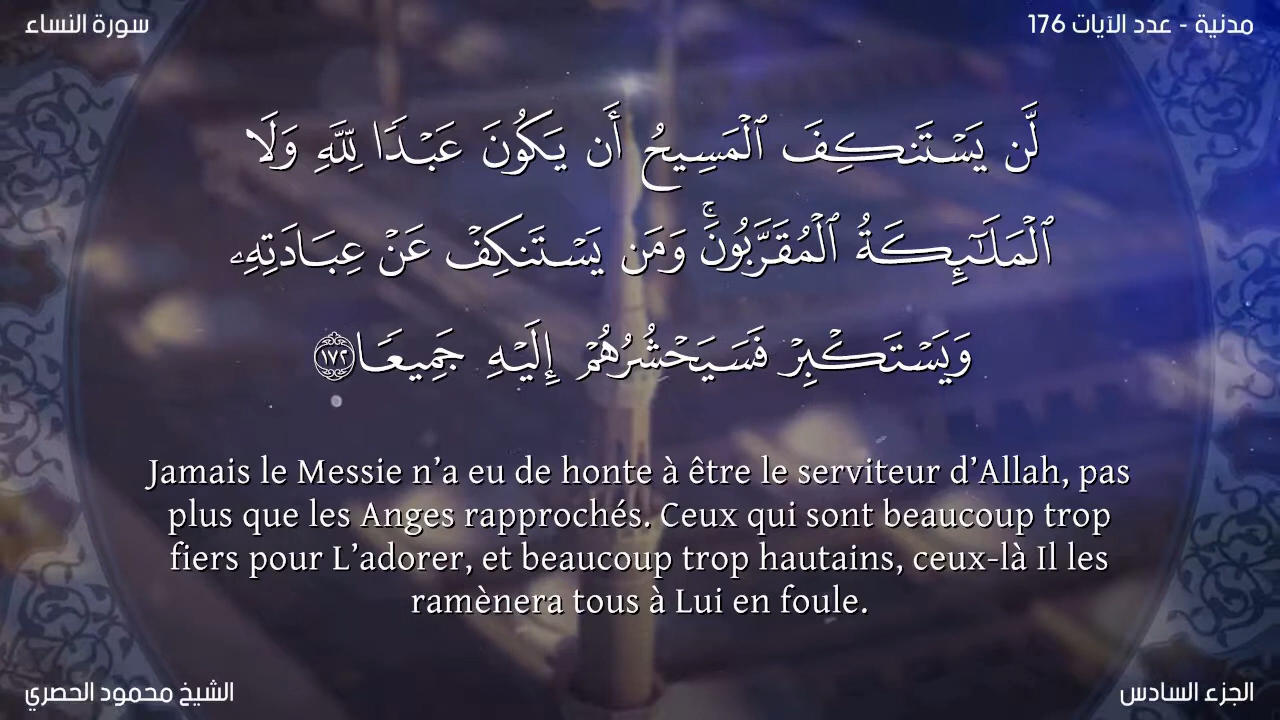 سورة النساء
مدنية - عدد الآيات 176
لَّن يَسْتَنكِفَ ٱلْمَسِيحُ أَن يَكُونَ عَبْدًا لِّلَّهِ وَلَا
ٱلْمَلَـٰٓئِكَةُ ٱلْمُقَرَّبُونَ ۚ وَمَن يَسْتَنكِفْ عَنْ عِبَادَتِهِۦ
وَيَسْتَكْبِرْ فَسَيَحْشُرُهُمْ إِلَيْهِ جَمِيعًا ١٧٢
Jamais le Messie n’a eu de honte à être le serviteur d’Allah, pas
plus que les Anges rapprochés. Ceux qui sont beaucoup trop
fiers pour L’adorer, et beaucoup trop hautains, ceux-là Il les
ramènera tous à Lui en foule.
الشيخ محمود الحصري
الجزء السادس